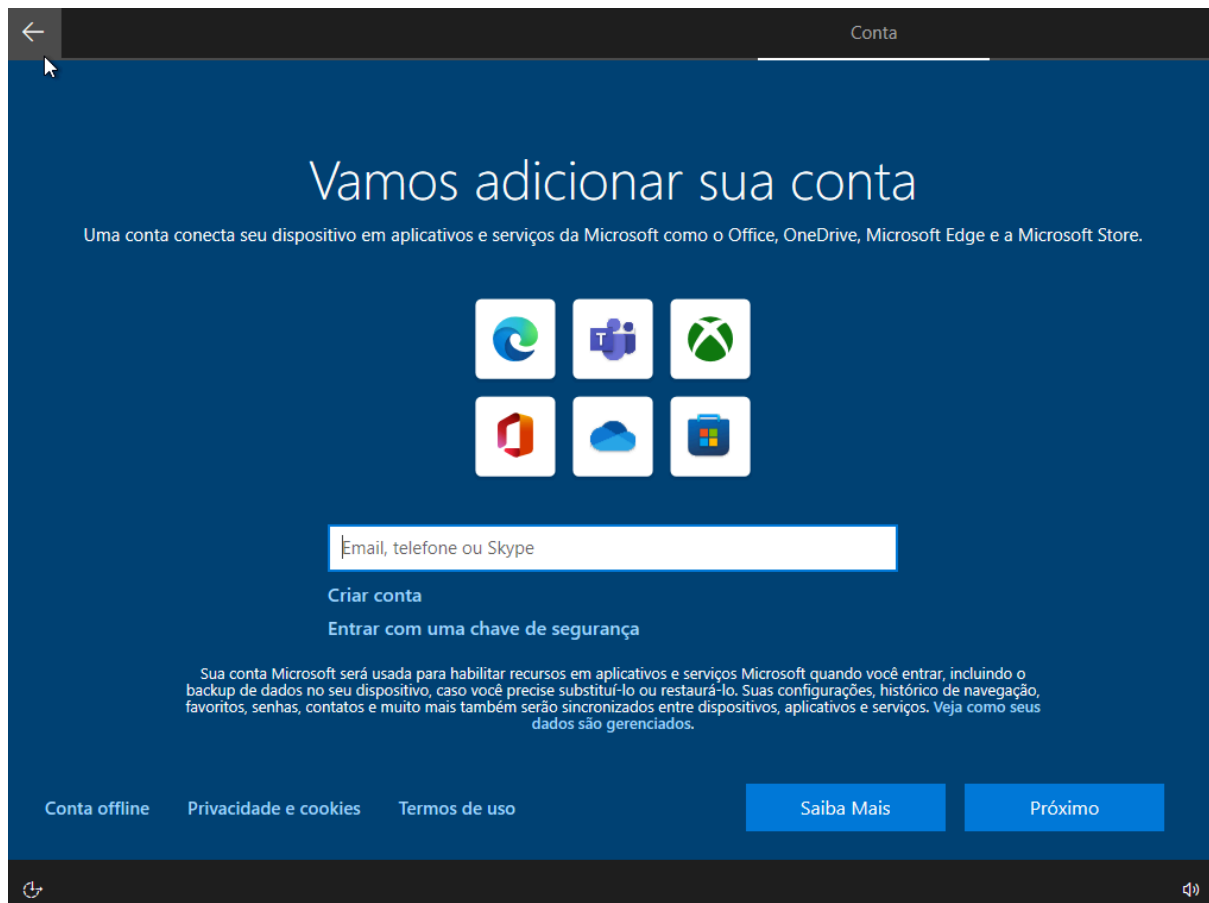 Conta
Vamos adicionar sua conta
Uma conta conecta seu dispositivo em aplicativos e serviços da Microsoft como o Office, OneDrive, Microsoft Edge e a Microsoft Store.
T
Email, telefone ou Skype
Criar conta
Entrar com uma chave de segurança
Sua conta Microsoft será usada para habilitar recursos em aplicativos e serviços Microsoft quando você entrar, incluindo o
backup de dados no seu dispositivo, caso você precise substituí-lo ou restaurá-lo. Suas configurações, histórico de navegação,
favoritos, senhas, contatos e muito mais também serão sincronizados entre dispositivos, aplicativos e serviços. Veja como seus
dados são gerenciados.
Conta offline Privacidade e cookies Termos de uso Saiba Mais Próximo